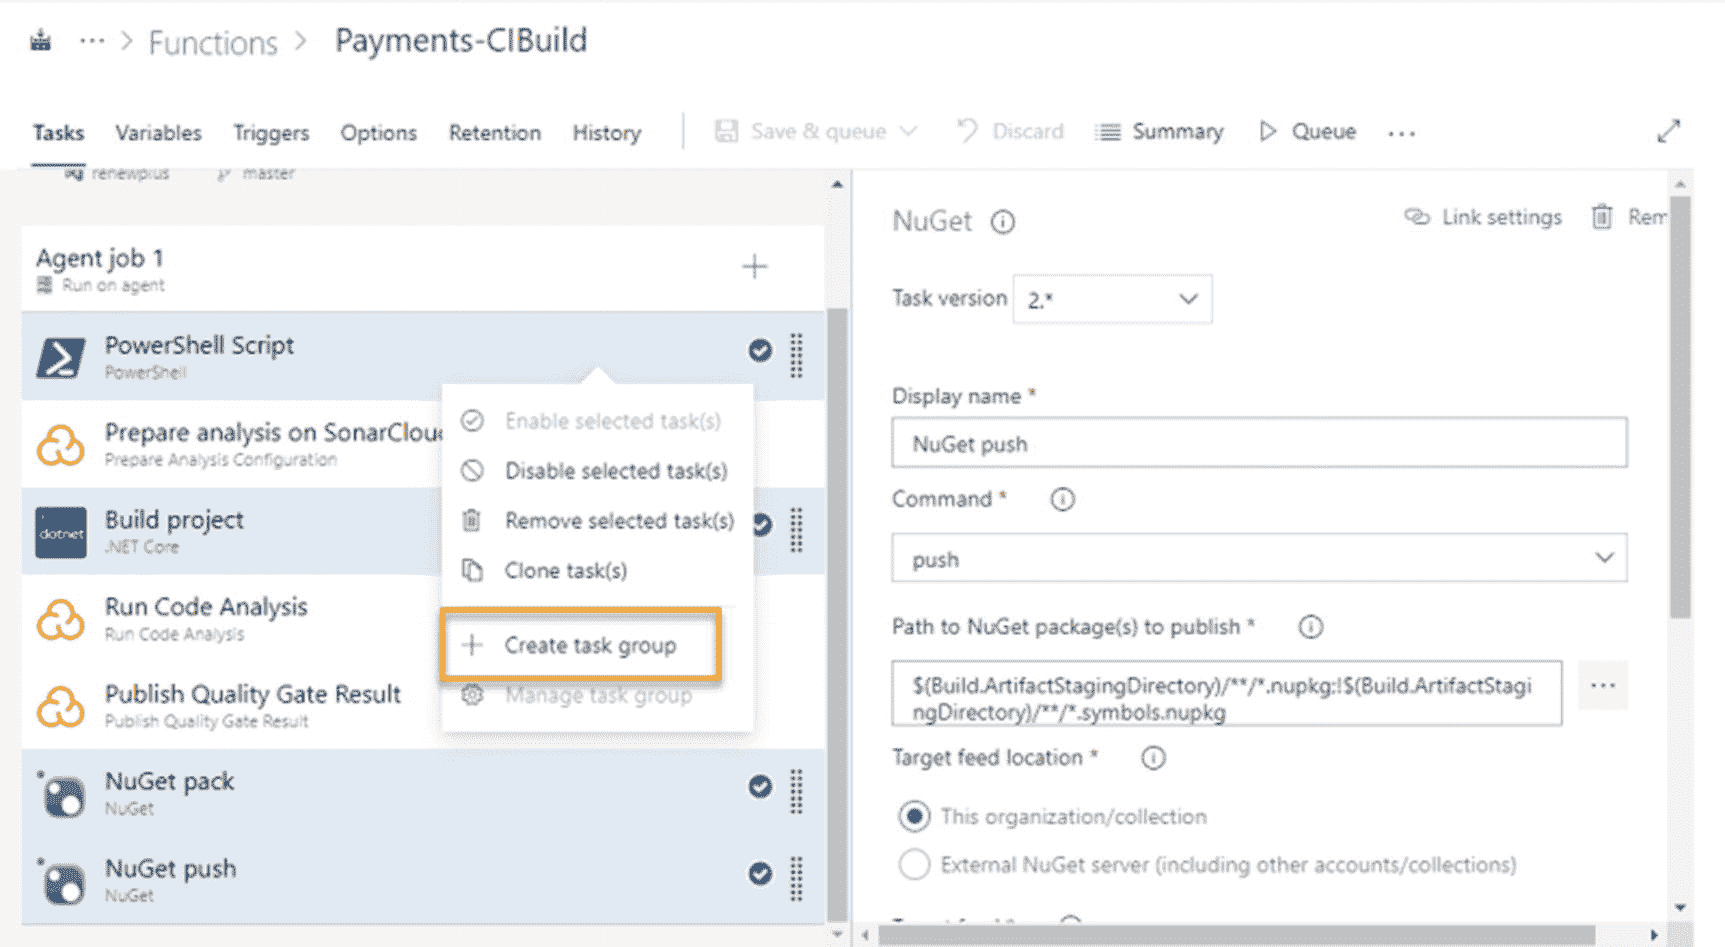 ... > Functions > Payments-CIBuild
Tasks Variables Triggers Options Retention History Save & queue Discard Summary Queue ...
renewplus master
Agent job 1
Run on agent
PowerShell Script
PowerShell
Prepare analysis on SonarClou
Prepare Analysis Configuration
dotnet
Build project
.NET Core
Run Code Analysis
Run Code Analysis
Publish Quality Gate Result
Publish Quality Gate Result
NuGet pack
NuGet
NuGet push
NuGet
Enable selected task(s)
Disable selected task(s)
Remove selected task(s)
Clone task(s)
Create task group
Manage task group
NuGet
Link settings Rem
Task version 2.*
Display name *
NuGet push
Command *
push
Path to NuGet package(s) to publish *
$(Build.ArtifactStagingDirectory)/**/*.nupkg;!$(Build.ArtifactStagi
ngDirectory)/**/*.symbols.nupkg
...
Target feed location *
This organization/collection
External NuGet server (including other accounts/collections)